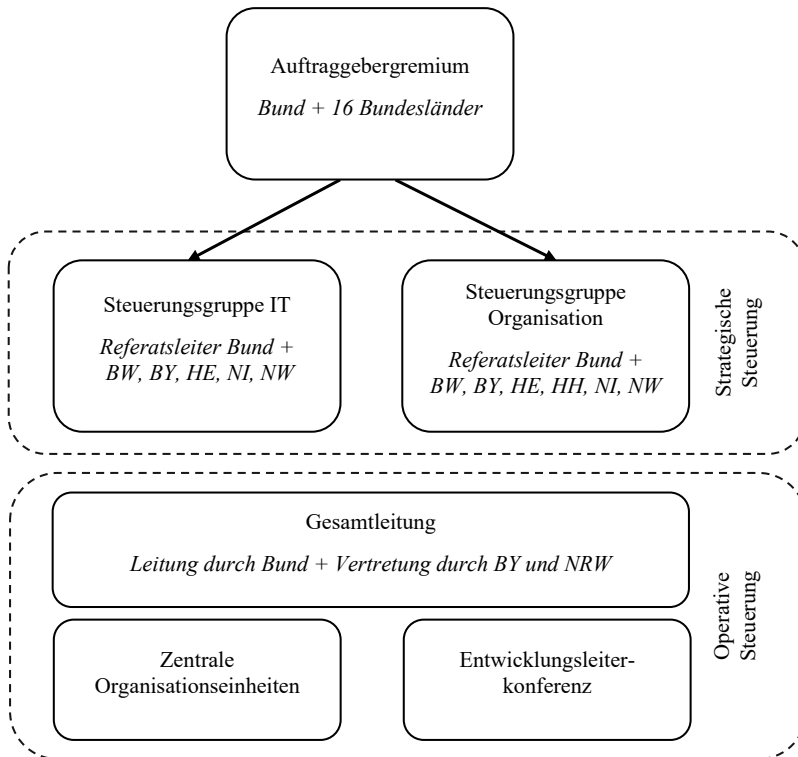 Auftraggebergremium
Bund + 16 Bundesländer
Steuerungsgruppe IT
Referatsleiter Bund +
BW, BY, HE, NI, NW
Steuerungsgruppe
Organisation
Referatsleiter Bund +
BW, BY, HE, HH, NI, NW
Strategische
Steuerung
Gesamtleitung
Leitung durch Bund + Vertretung durch BY und NRW
Zentrale
Organisationseinheiten
Entwicklungsleiter-
konferenz
Operative
Steuerung